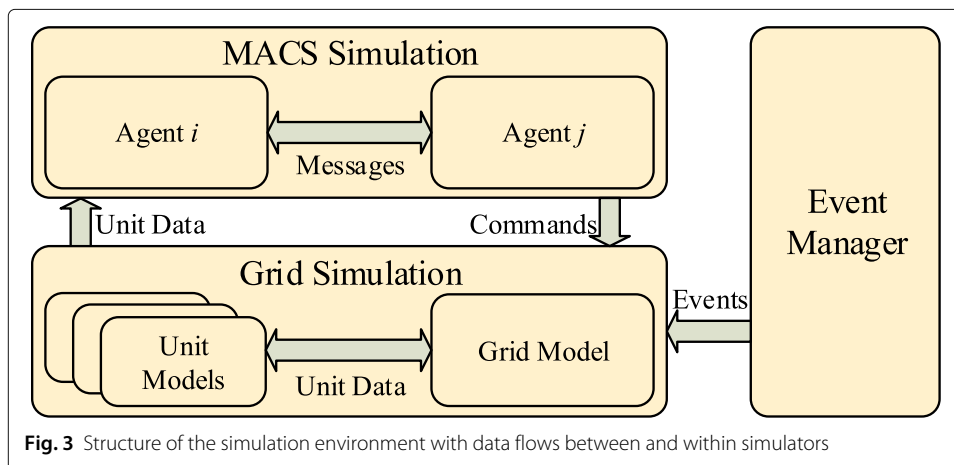 MACS Simulation
Agent i
Agent j
Messages
Unit Data
Commands
Event
Manager
Grid Simulation
Events
Unit
Models
Grid Model
Unit Data
Fig. 3 Structure of the simulation environment with data flows between and within simulators